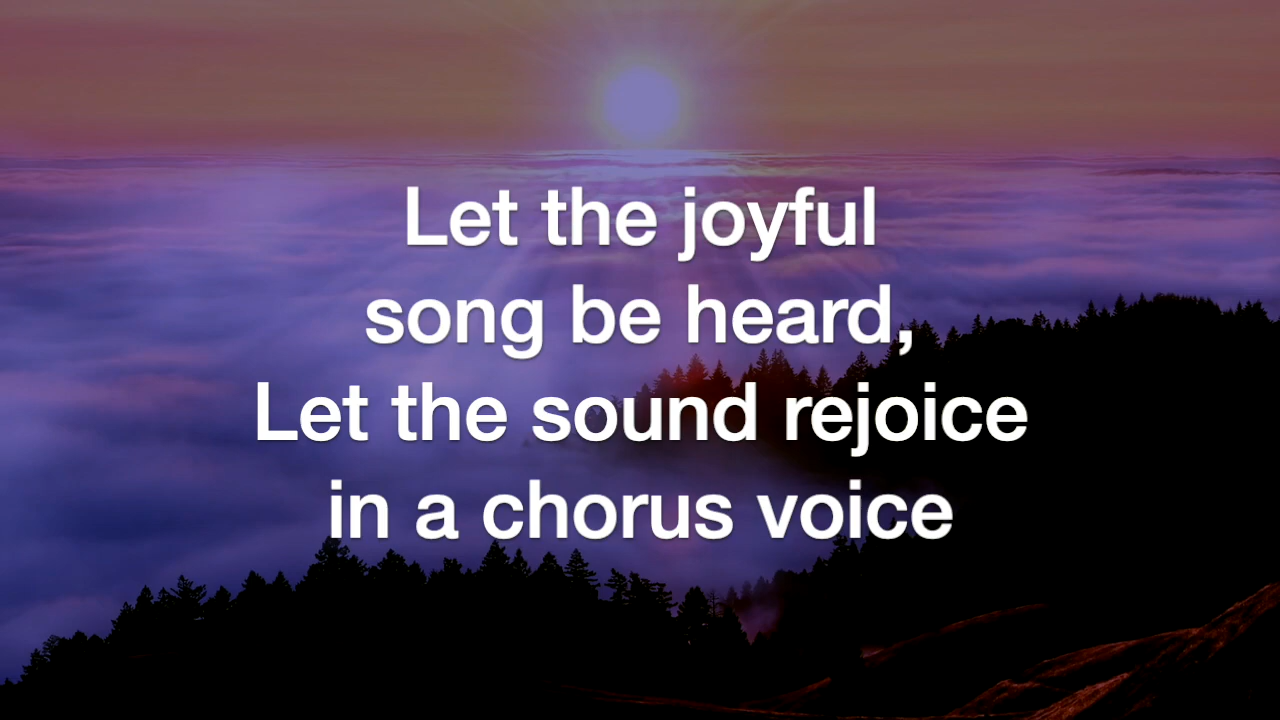 Let the joyful
song be heard,
Let the sound rejoice
in a chorus voice